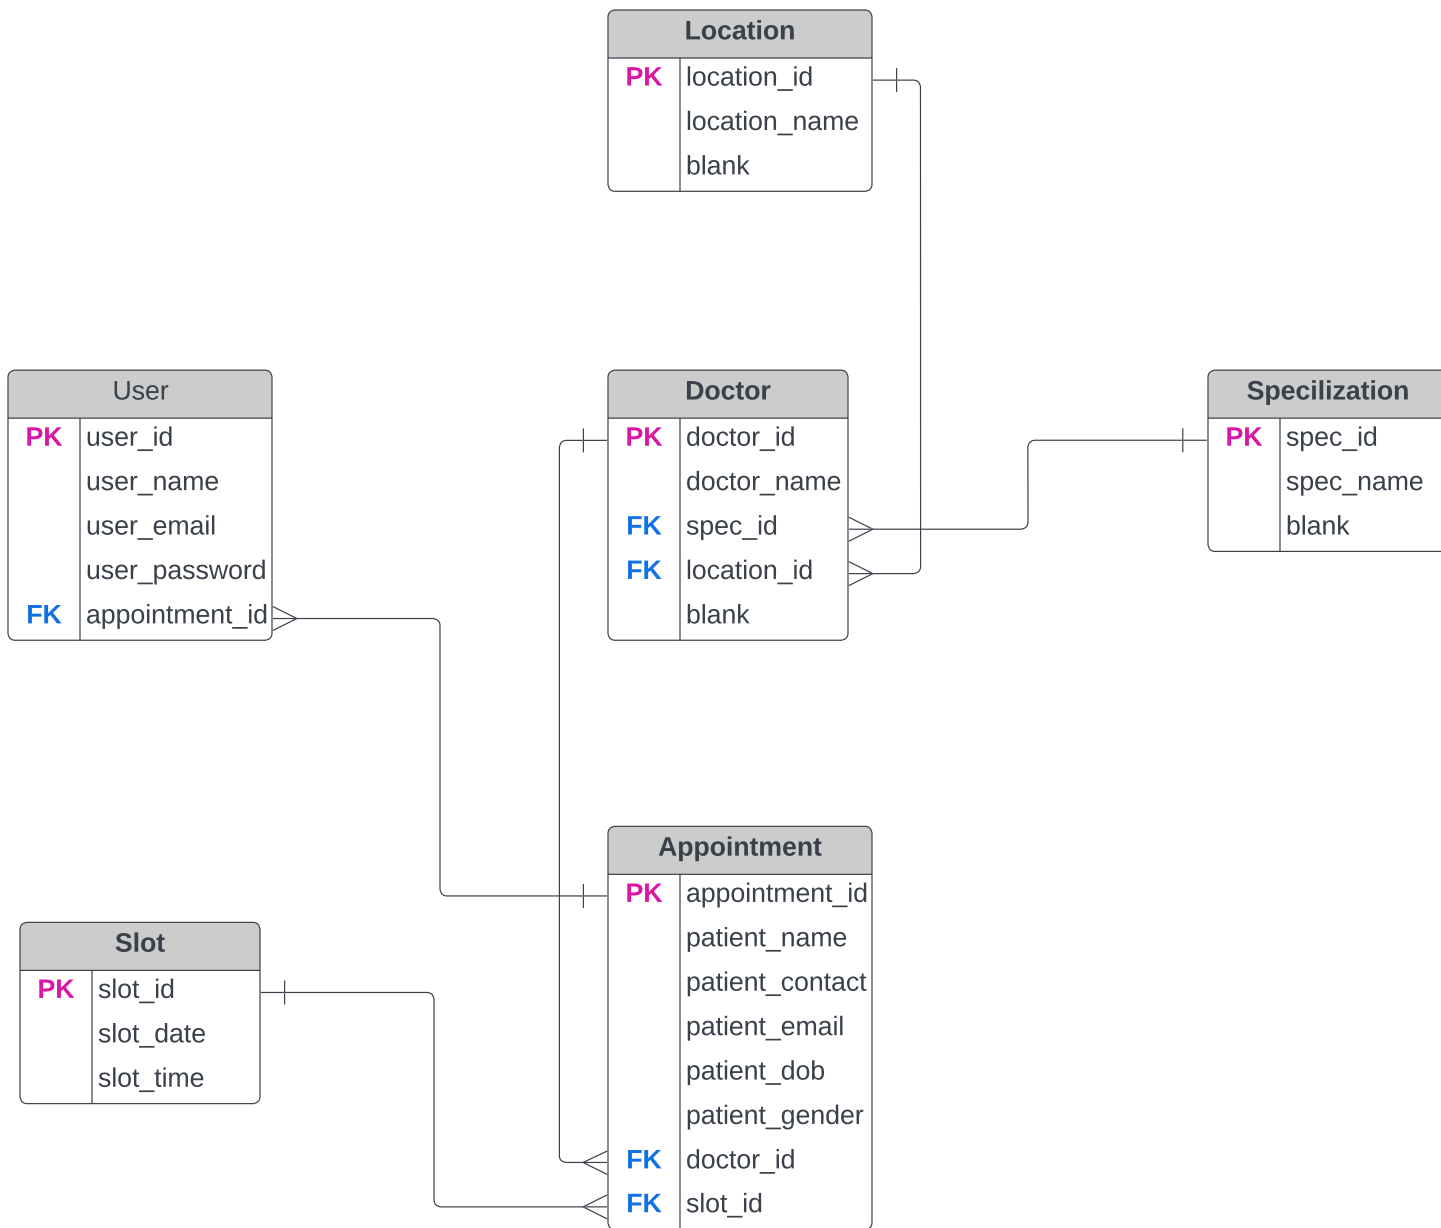 Location
PK location_id
location_name
blank
User
PK user_id
user_name
user_email
user_password
FK appointment_id
Doctor
PK doctor_id
doctor_name
FK spec_id
FK location_id
blank
Specilization
PK spec_id
spec_name
blank
Slot
PK slot_id
slot_date
slot_time
Appointment
PK appointment_id
patient_name
patient_contact
patient_email
patient_dob
patient_gender
FK doctor_id
FK slot_id